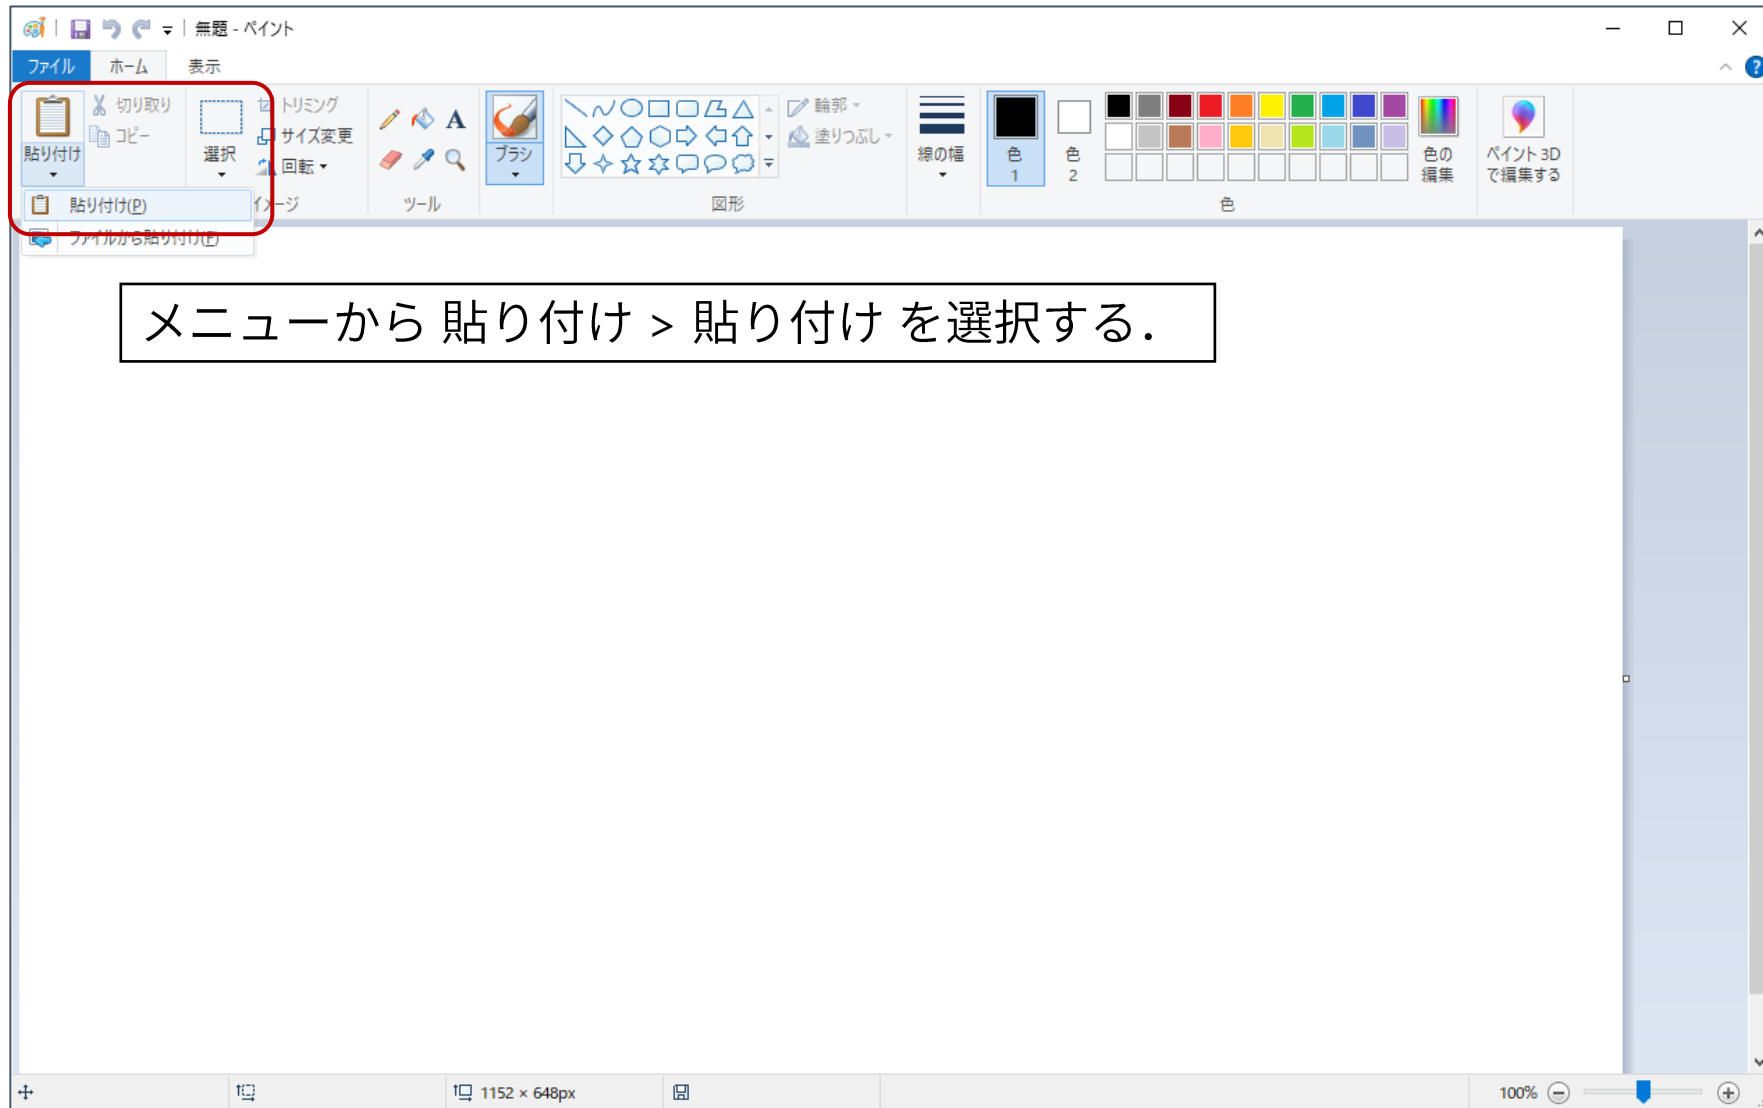 無題 - ペイント
ファイル ホーム 表示
貼り付け
切り取り
コピー
選択
トリミング
サイズ変更
回転
イメージ
貼り付け(P)
ファイルから貼り付け(F)
A
ツール
ブラシ
輪郭
塗りつぶし
図形
線の幅
色
1
色
2
色の
編集
色
ペイント 3D
で編集する
メニューから 貼り付け > 貼り付け を選択する．
1152 × 648px
100%